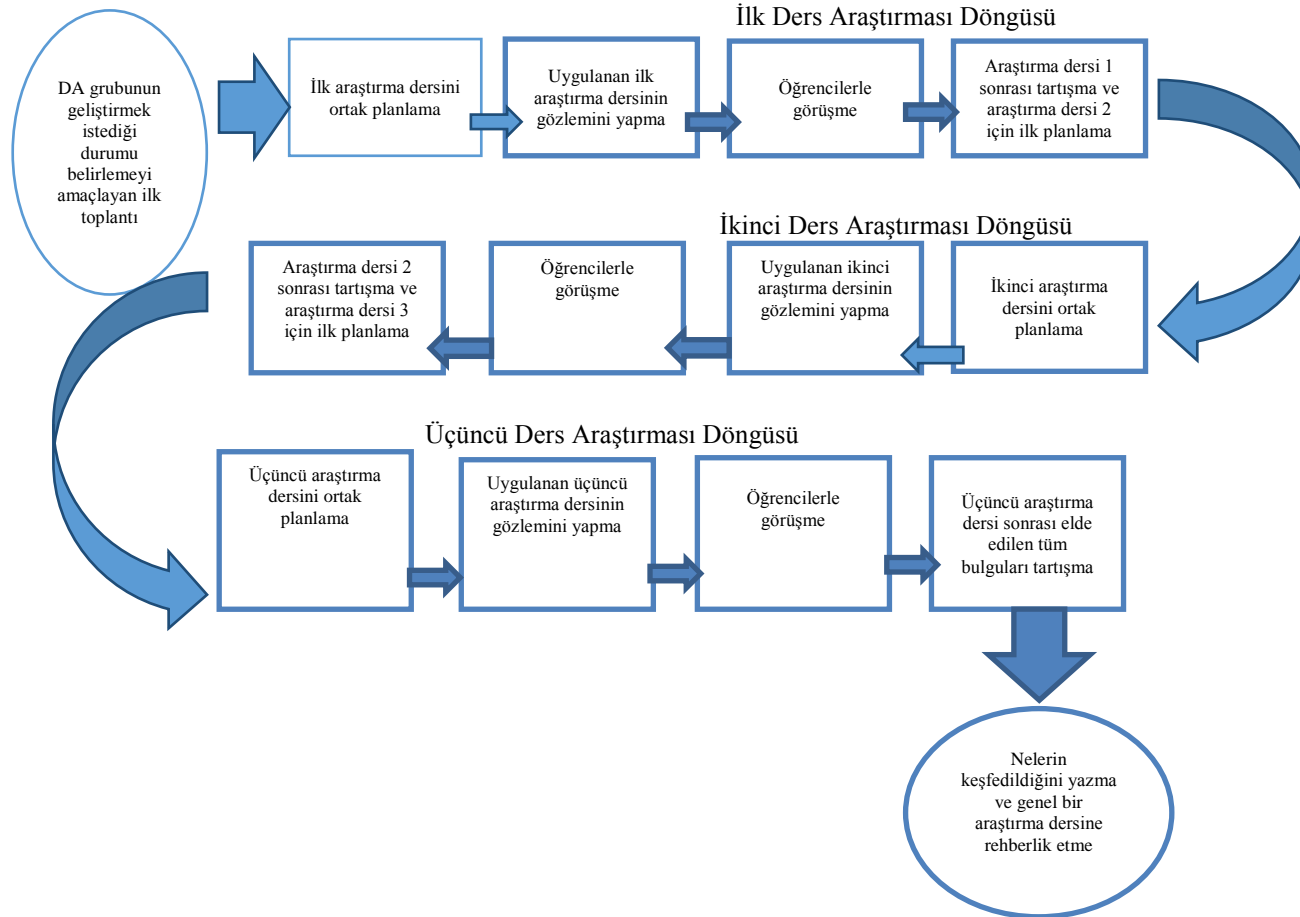 İlk Ders Araştırması Döngüsü
DA grubunun
geliştirmek
istediği
durumu
belirlemeyi
amaçlayan ilk
toplantı
İlk araştırma dersini
ortak planlama
Uygulanan ilk
araştırma dersinin
gözlemini yapma
Öğrencilerle
görüşme
Araştırma dersi 1
sonrası tartışma ve
araştırma dersi 2
için ilk planlama
İkinci Ders Araştırması Döngüsü
İkinci araştırma
dersini ortak
planlama
Uygulanan ikinci
araştırma dersinin
gözlemini yapma
Öğrencilerle
görüşme
Araştırma dersi 2
sonrası tartışma ve
araştırma dersi 3
için ilk planlama
Üçüncü Ders Araştırması Döngüsü
Üçüncü araştırma
dersini ortak
planlama
Uygulanan üçüncü
araştırma dersinin
gözlemini yapma
Öğrencilerle
görüşme
Üçüncü araştırma
dersi sonrası elde
edilen tüm
bulguları tartışma
Nelerin
keşfedildiğini yazma
ve genel bir
araştırma dersine
rehberlik etme